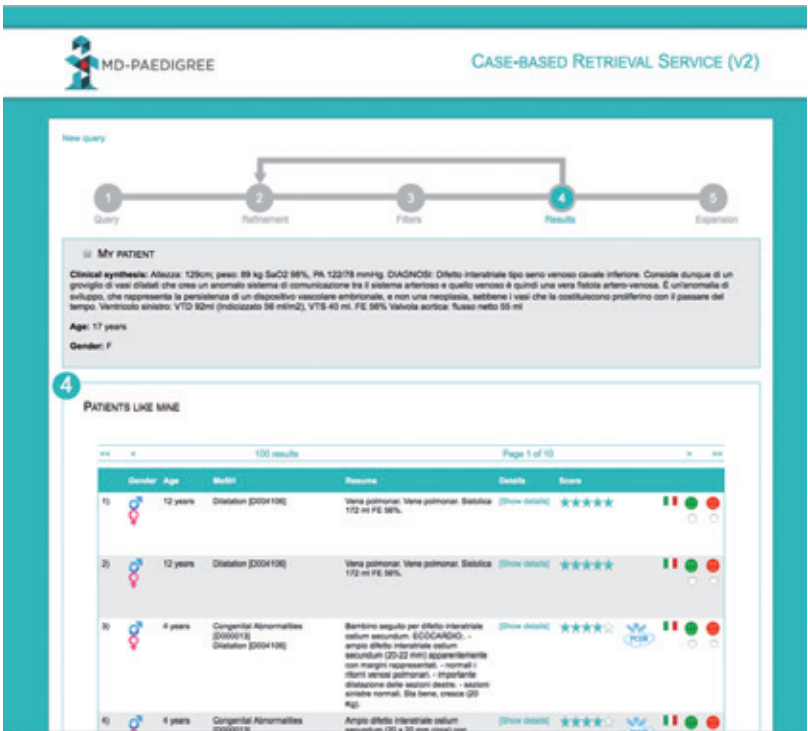 MD-PAEDIGREE
CASE-BASED RETRIEVAL SERVICE (V2)
New query
1 2 3 4 5
Query Refinement Filters Results Expansion
MY PATIENT
Clinical synthesis: Altezza: 129cm; peso: 89 kg SaO2 98%, PA 122/78 mmHg. DIAGNOSI: Difetto interatriale tipo seno venoso cavale inferiore. Consiste dunque di un
groviglio di vasi dilatati che crea un anomalo sistema di comunicazione tra il sistema arterioso e quello venoso è quindi una vera fistola artero-venosa. È un'anomalia di
sviluppo, che rappresenta la persistenza di un dispositivo vascolare embrionale, e non una neoplasia, sebbene i vasi che la costituiscono proliferino con il passare del
tempo. Ventricolo sinistro: VTD 92ml (indicizzato 56 ml/m2), VTS 40 ml. FE 56% Valvola aortica: flusso netto 55 ml
Age: 17 years
Gender: F
4
PATIENTS LIKE MINE
<< < 100 results Page 1 of 10 > >>
Gender Age MeSH Resume Details Score
1) 12 years Dilatation [D004106] Vena polmonar. Vene polmonar. Sistolica [Show details]
172 ml FE 56%.
2) 12 years Dilatation [D004106] Vena polmonar. Vene polmonar. Sistolica [Show details]
172 ml FE 56%.
3) 4 years Congenital Abnormalities Bambino seguito per difetto interatriale [Show details]
[D000013] ostium secundum. ECOCARDIO. -
Dilatation [D004106] ampio difetto interatriale ostium
secundum (20-22 mm) apparentemente
con margini rappresentati. - normali i
ritorni venosi polmonari. - importante
dilatazione delle sezioni destre. - sezioni
sinistre normali. Sta bene, cresce (20
Kg).
4) 4 years Congenital Abnormalities Ampio difetto interatriale ostium [Show details]
[D000013] secundum